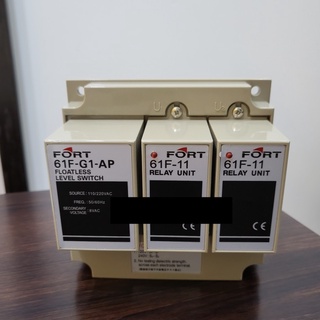 FORT
61F-G1-AP
FLOATLESS
LEVEL SWITCH
SOURCE : 110/220VAC
FREQ. : 50/60Hz
SECONDARY
VOLTAGE : 8VAC
FORT
61F-11
RELAY UNIT
CE
FORT
61F-11
RELAY UNIT
CE